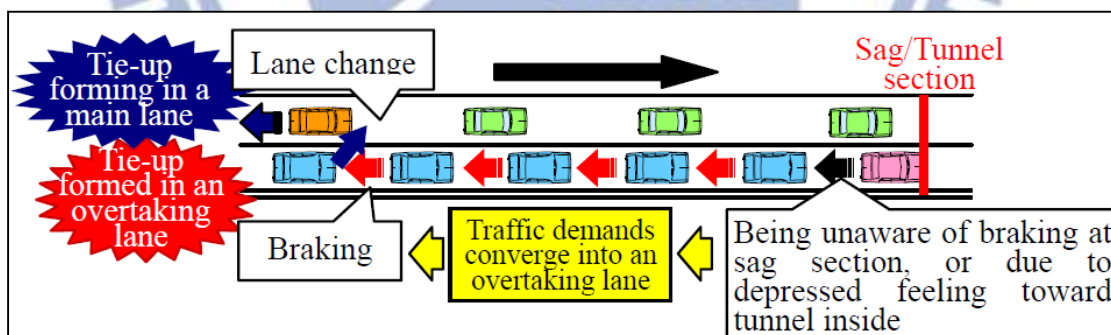 Tie-up
forming in a
main lane
Lane change
Sag/Tunnel
section
Tie-up
formed in an
overtaking
lane
Braking
Traffic demands
converge into an
overtaking lane
Being unaware of braking at
sag section, or due to
depressed feeling toward
tunnel inside